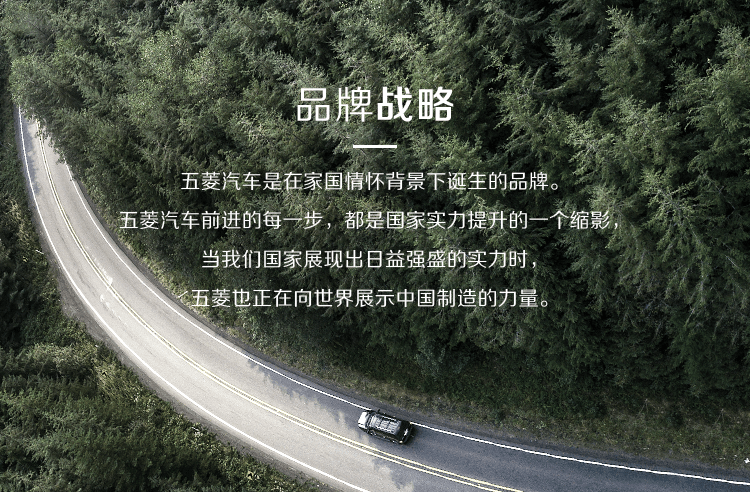 品牌战略
五菱汽车是在家国情怀背景下诞生的品牌。
五菱汽车前进的每一步，都是国家实力提升的一个缩影，
当我们国家展现出日益强盛的实力时，
五菱也正在向世界展示中国制造的力量。